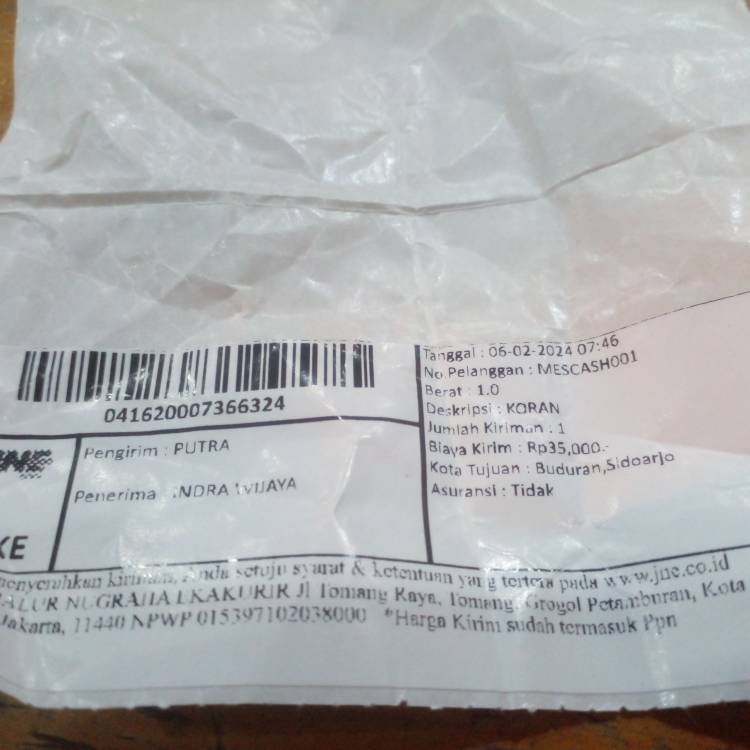 041620007366324
Pengirim : PUTRA
Penerima : INDRA WIJAYA
Tanggal : 06-02-2024 07:46
No.Pelanggan : MESCASH001
Berat : 1.0
Deskripsi : KORAN
Jumlah Kiriman : 1
Biaya Kirim : Rp35,000.-
Kota Tujuan : Buduran,Sidoarjo
Asuransi : Tidak
KE
menyerahkan kiriman, Anda setuju syarat & ketentuan yang tertera pada www.jne.co.id
JALUR NUGRAHA EKAKURIR Jl Tomang Raya, Tomang, Grogol Petamburan, Kota
Jakarta, 11440 NPWP 015397102038000 *Harga Kirim sudah termasuk Ppn